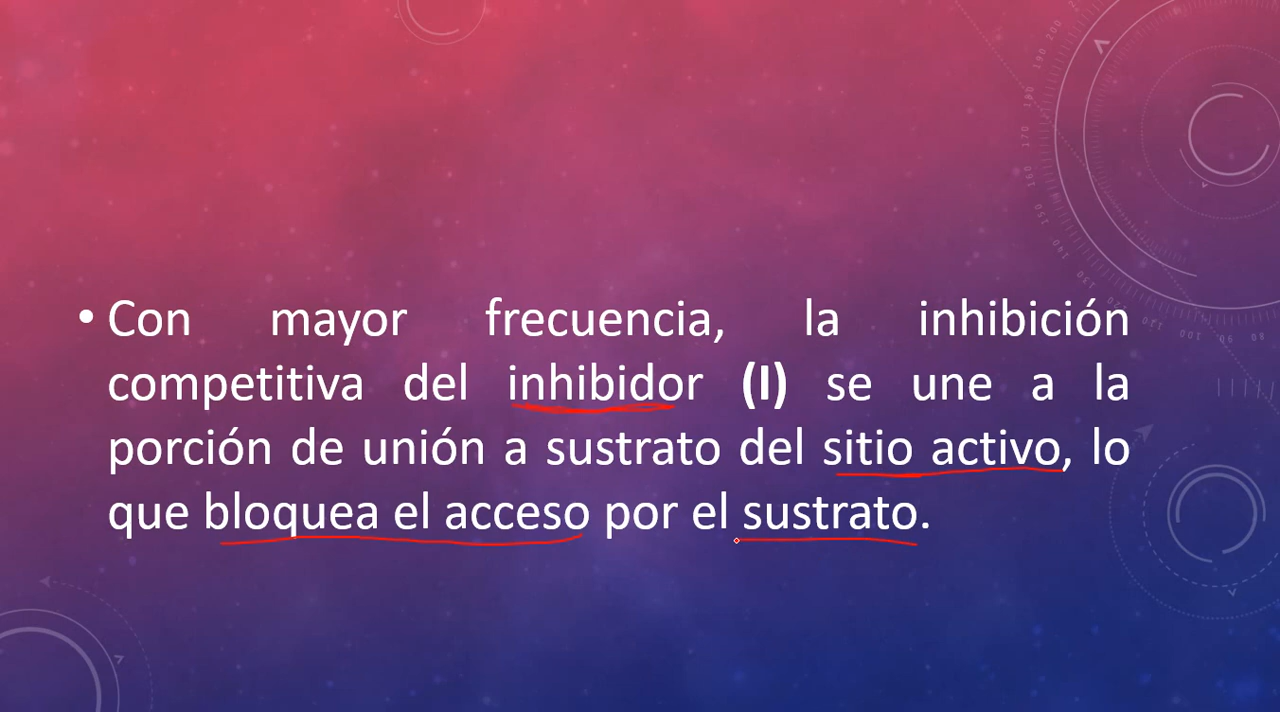 • Con mayor frecuencia, la inhibición
competitiva del inhibidor (I) se une a la
porción de unión a sustrato del sitio activo, lo
que bloquea el acceso por el sustrato.